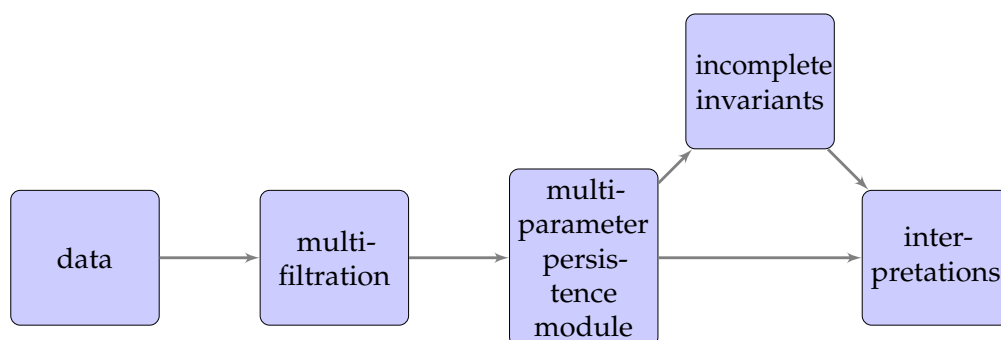 data
multi-
filtration
multi-
parameter
persis-
tence
module
incomplete
invariants
inter-
pretations